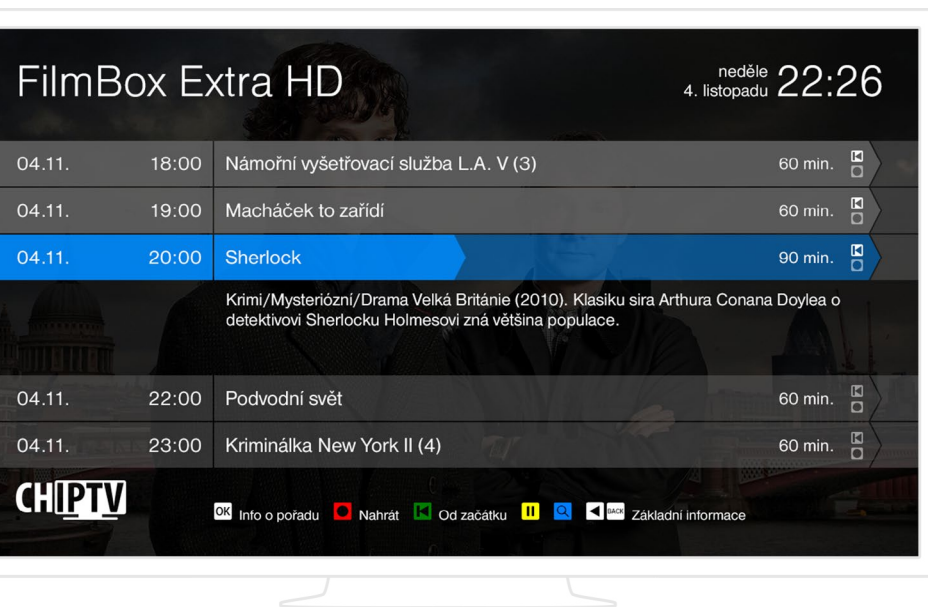 FilmBox Extra HD
neděle
4. listopadu
22:26
04.11. 18:00 Námořní vyšetřovací služba L.A. V (3) 60 min.
04.11. 19:00 Macháček to zařídí 60 min.
04.11. 20:00 Sherlock 90 min.
Krimi/Mysteriózní/Drama Velká Británie (2010). Klasiku sira Arthura Conana Doylea o
detektivovi Sherlocku Holmesovi zná většina populace.
04.11. 22:00 Podvodní svět 60 min.
04.11. 23:00 Kriminálka New York II (4) 60 min.
CHIPTV
OK Info o pořadu Nahrát Od začátku BACK Základní informace